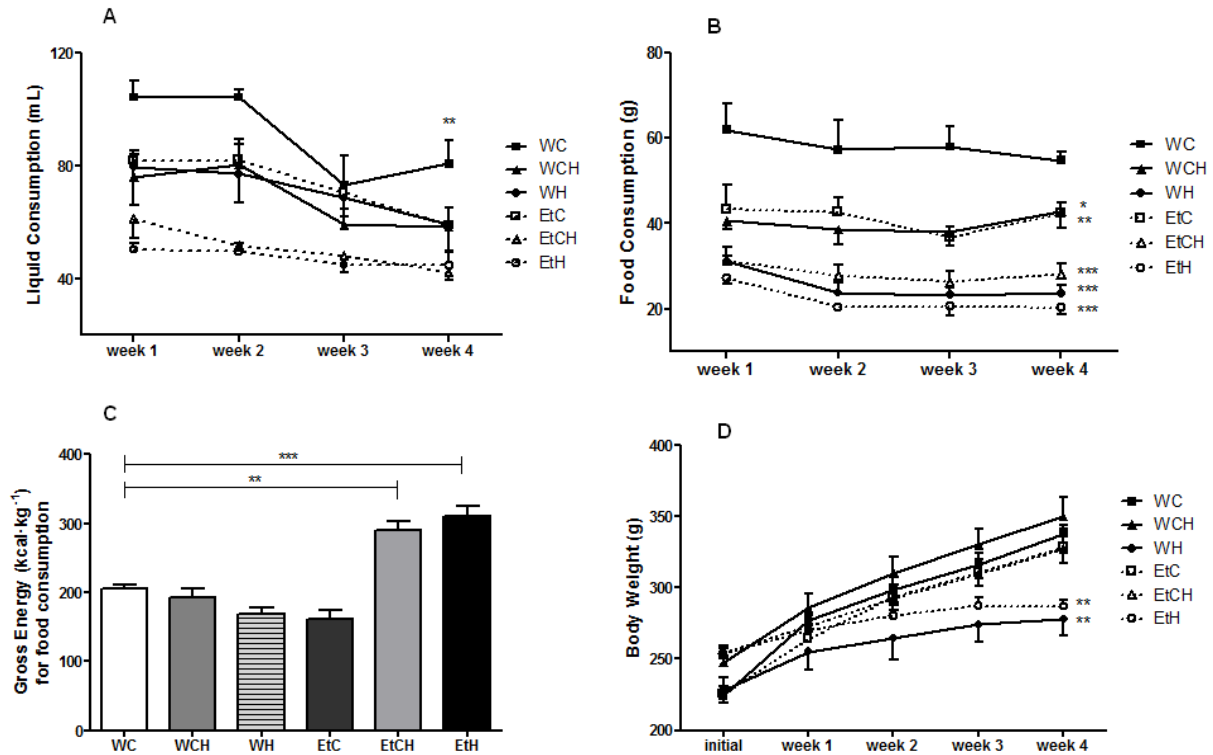 A
Liquid Consumption (mL)
120
80
40
**
week 1 week 2 week 3 week 4
WC
WCH
WH
EtC
EtCH
EtH
B
Food Consumption (g)
80
60
40
20
*
**
***
***
***
week 1 week 2 week 3 week 4
WC
WCH
WH
EtC
EtCH
EtH
C
Gross Energy (kcal·kg⁻¹)
for food consumption
400
300
200
100
0
***
**
WC WCH WH EtC EtCH EtH
D
Body Weight (g)
400
350
300
250
200
**
**
initial week 1 week 2 week 3 week 4
WC
WCH
WH
EtC
EtCH
EtH